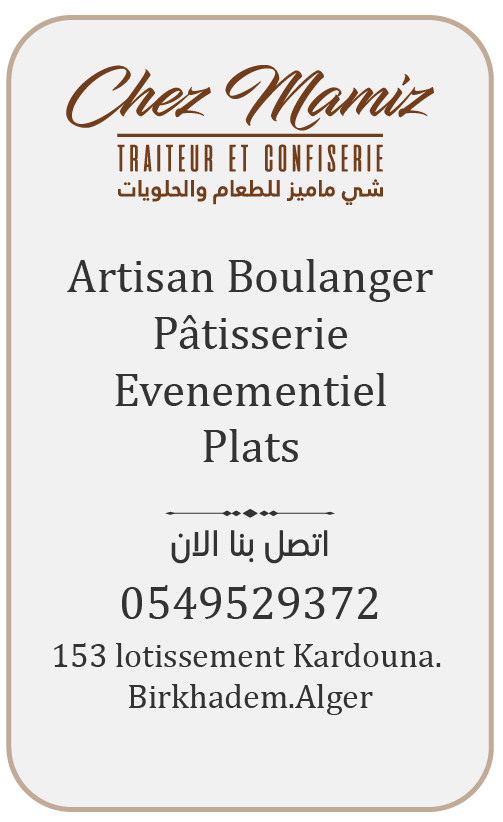 Chez Mamiz
TRAITEUR ET CONFISERIE
شي ماميز للطعام والحلويات
Artisan Boulanger
Pâtisserie
Evenementiel
Plats
اتصل بنا الان
0549529372
153 lotissement Kardouna.
Birkhadem.Alger